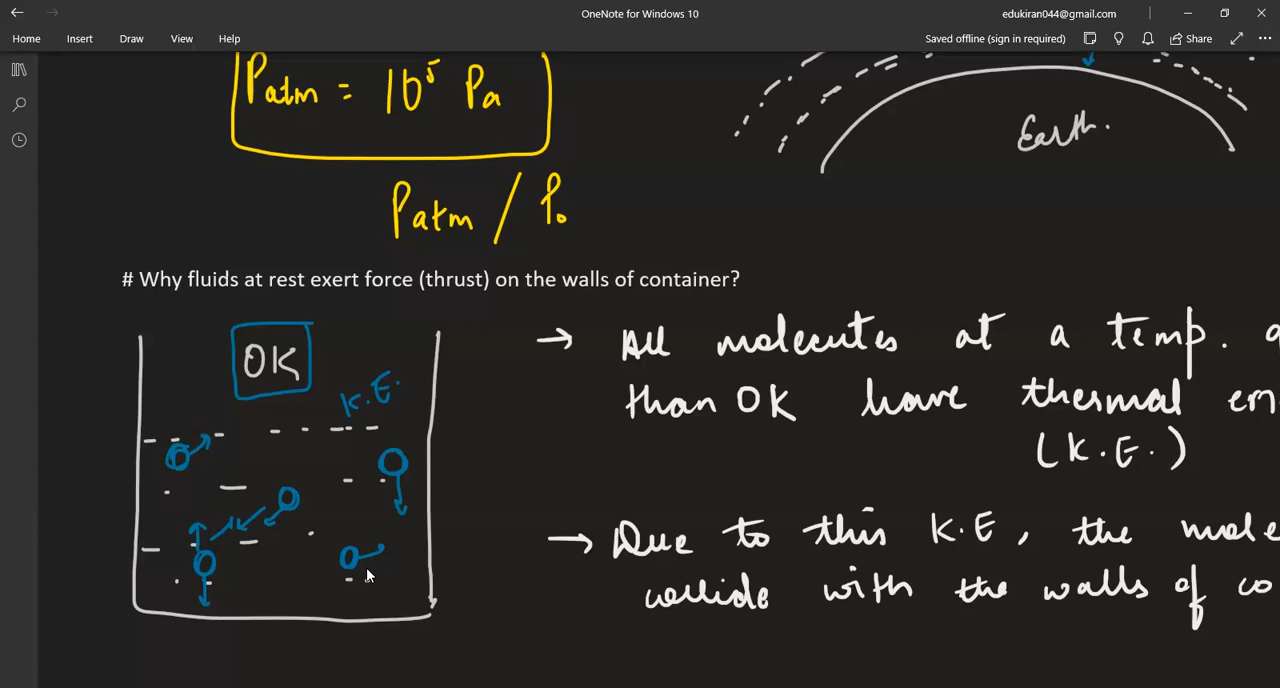 OneNote for Windows 10
edukiran044@gmail.com
Home Insert Draw View Help
Saved offline (sign in required)
Share
Patm = 10⁵ Pa
Earth.
Patm / P₀
# Why fluids at rest exert force (thrust) on the walls of container?
0K
K.E.
→ All molecules at a temp.
than 0K have thermal
(K.E.)
→ Due to this K.E, the
collide with the walls of